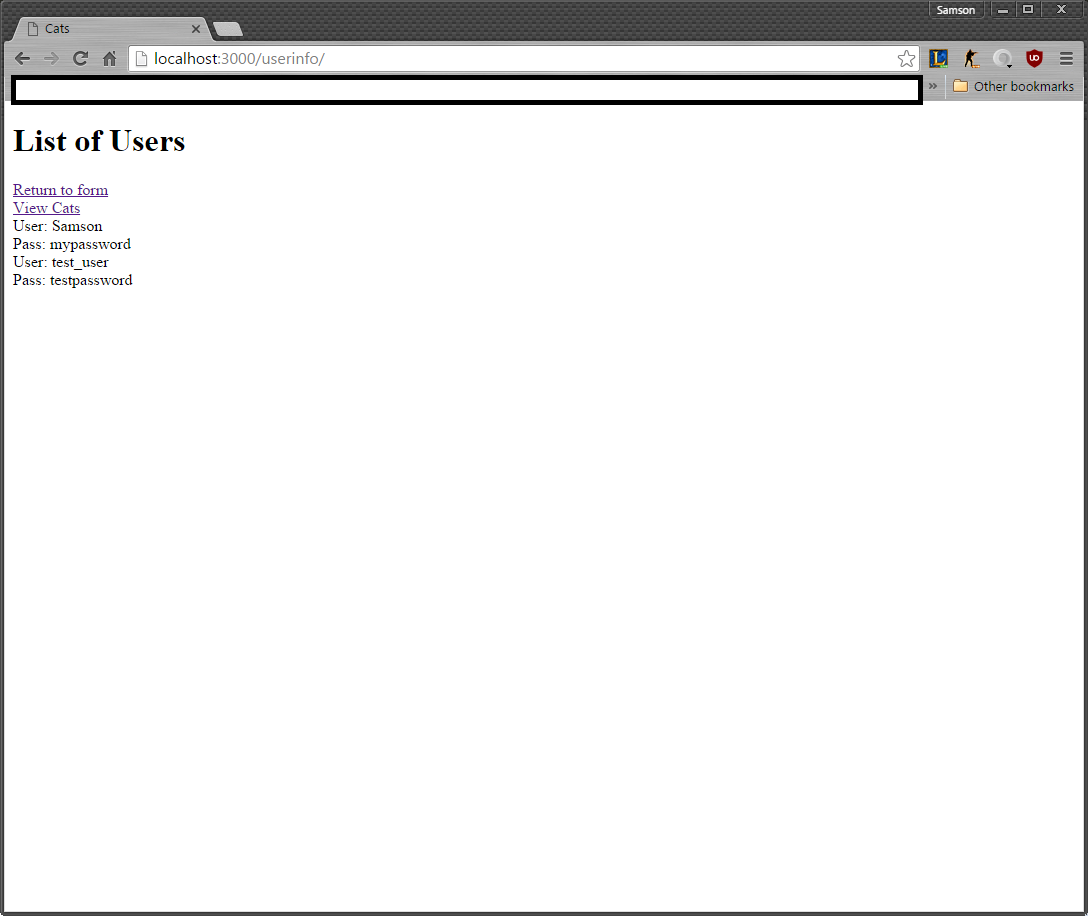 Samson
Cats
localhost:3000/userinfo/
L
UD
» Other bookmarks
List of Users
Return to form
View Cats
User: Samson
Pass: mypassword
User: test_user
Pass: testpassword